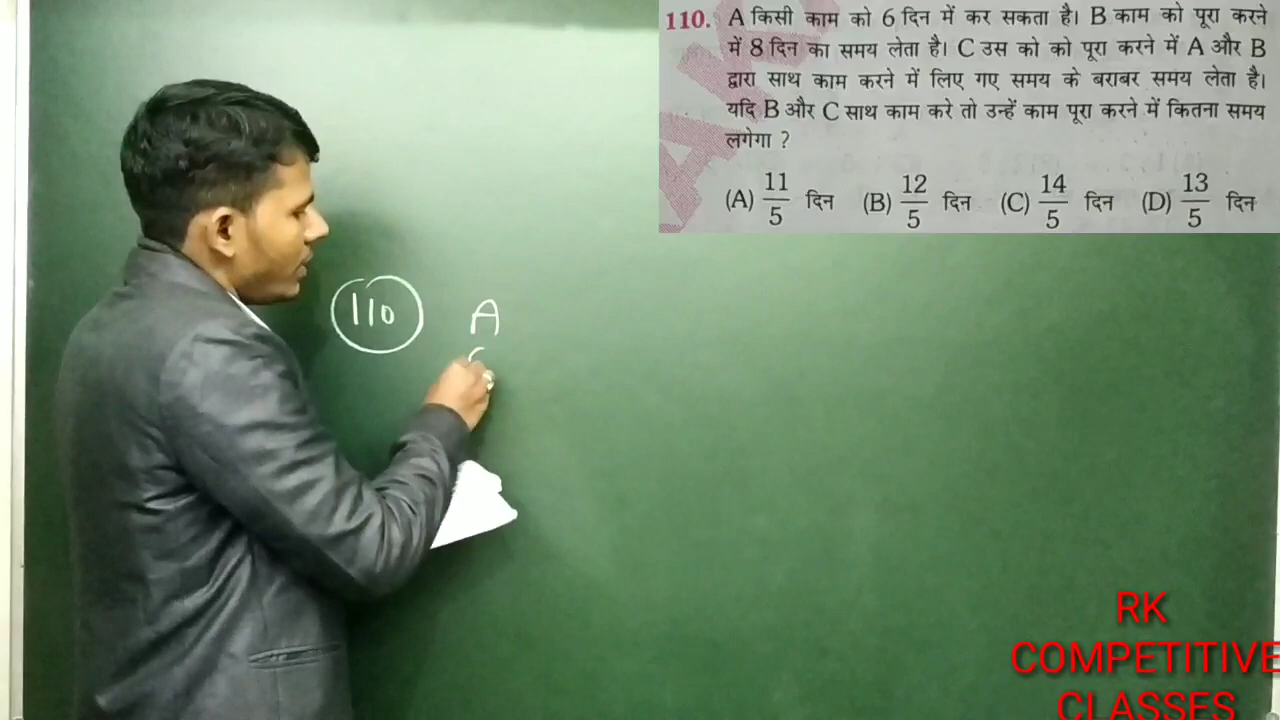 110. A किसी काम को 6 दिन में कर सकता है। B काम को पूरा करने
में 8 दिन का समय लेता है। C उस को को पूरा करने में A और B
द्वारा साथ काम करने में लिए गए समय के बराबर समय लेता है।
यदि B और C साथ काम करे तो उन्हें काम पूरा करने में कितना समय
लगेगा ?
(A) 11/5 दिन (B) 12/5 दिन (C) 14/5 दिन (D) 13/5 दिन
110 A
RK
COMPETITIVE
CLASSES